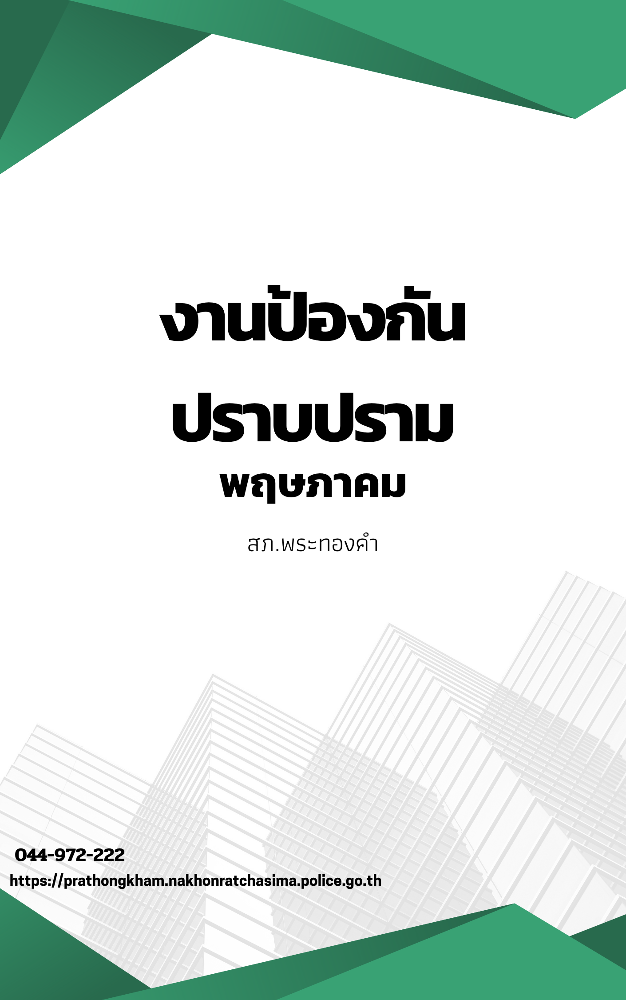 งานป้องกัน
ปราบปราม
พฤษภาคม
สภ.พระทองคำ
044-972-222
https://prathongkham.nakhonratchasima.police.go.th